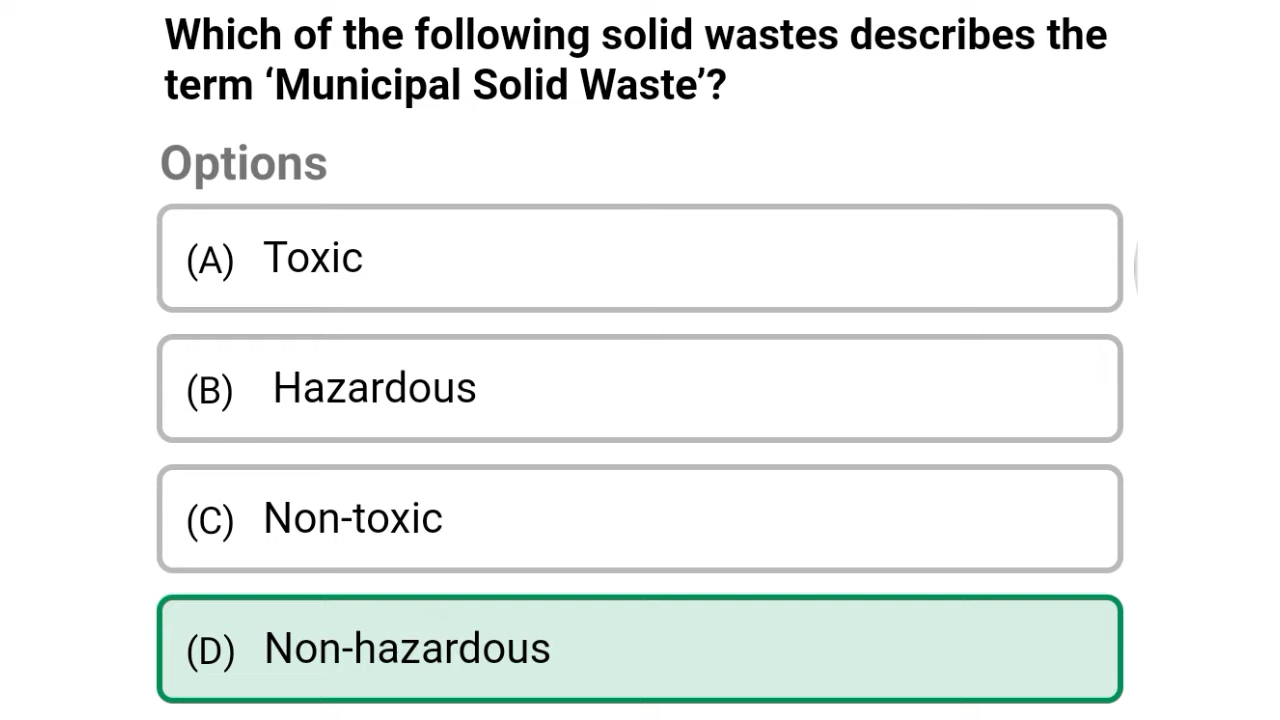 Which of the following solid wastes describes the
term ‘Municipal Solid Waste’?
Options
(A) Toxic
(B) Hazardous
(C) Non-toxic
(D) Non-hazardous